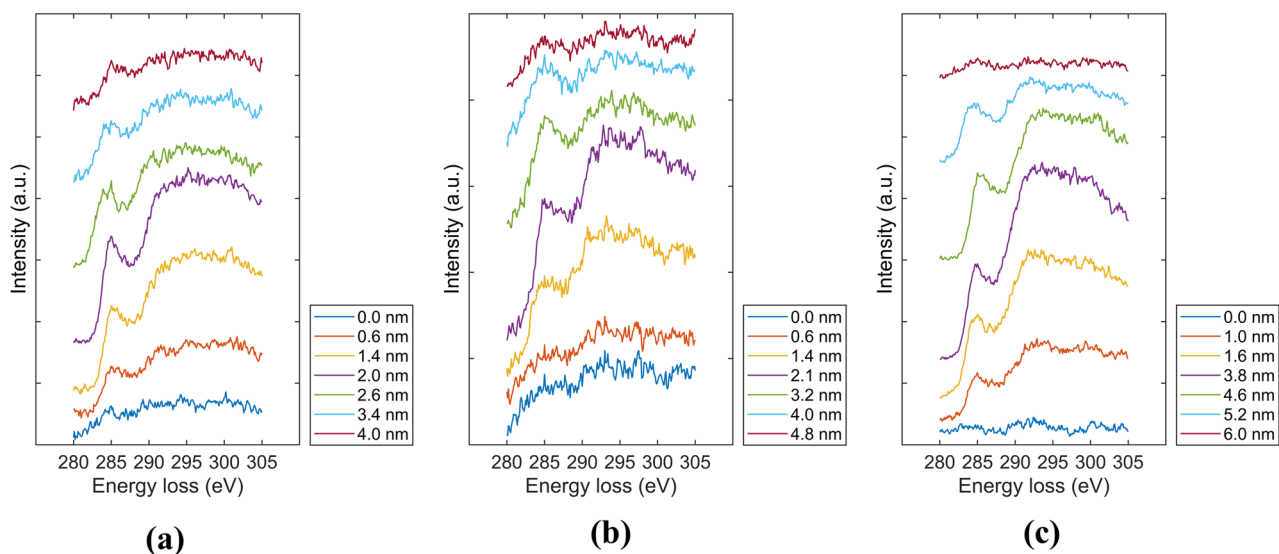 Intensity (a.u.)
280 285 290 295 300 305
Energy loss (eV)
0.0 nm
0.6 nm
1.4 nm
2.0 nm
2.6 nm
3.4 nm
4.0 nm
(a)
Intensity (a.u.)
280 285 290 295 300 305
Energy loss (eV)
0.0 nm
0.6 nm
1.4 nm
2.1 nm
3.2 nm
4.0 nm
4.8 nm
(b)
Intensity (a.u.)
280 285 290 295 300 305
Energy loss (eV)
0.0 nm
1.0 nm
1.6 nm
3.8 nm
4.6 nm
5.2 nm
6.0 nm
(c)